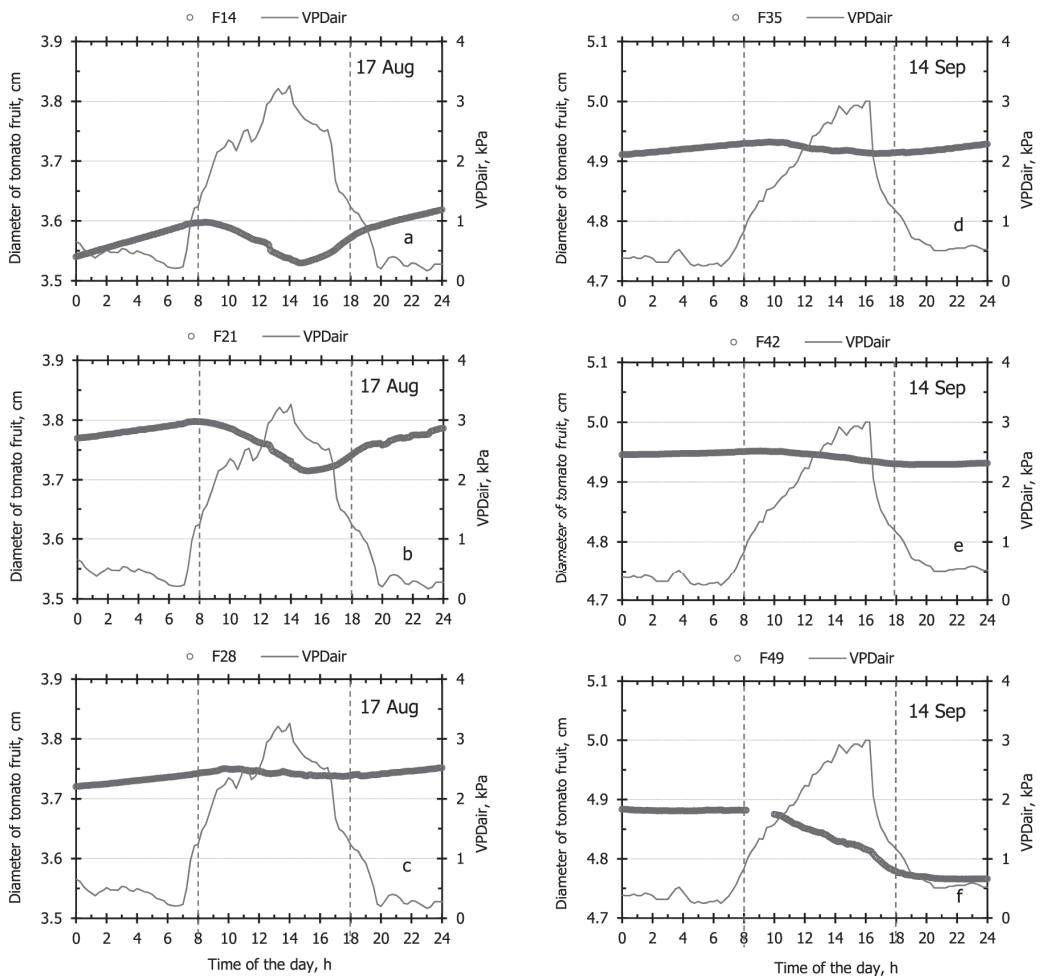 F14 VPDair
17 Aug
a
Diameter of tomato fruit, cm
3.9
3.8
3.7
3.6
3.5
4
3
2
1
0
VPDair, kPa
0 2 4 6 8 10 12 14 16 18 20 22 24
F21 VPDair
17 Aug
b
Diameter of tomato fruit, cm
3.9
3.8
3.7
3.6
3.5
4
3
2
1
0
VPDair, kPa
0 2 4 6 8 10 12 14 16 18 20 22 24
F28 VPDair
17 Aug
c
Diameter of tomato fruit, cm
3.9
3.8
3.7
3.6
3.5
4
3
2
1
0
VPDair, kPa
0 2 4 6 8 10 12 14 16 18 20 22 24
Time of the day, h
F35 VPDair
14 Sep
d
Diameter of tomato fruit, cm
5.1
5.0
4.9
4.8
4.7
4
3
2
1
0
VPDair, kPa
0 2 4 6 8 10 12 14 16 18 20 22 24
F42 VPDair
14 Sep
e
Diameter of tomato fruit, cm
5.1
5.0
4.9
4.8
4.7
4
3
2
1
0
VPDair, kPa
0 2 4 6 8 10 12 14 16 18 20 22 24
F49 VPDair
14 Sep
f
Diameter of tomato fruit, cm
5.1
5.0
4.9
4.8
4.7
4
3
2
1
0
VPDair, kPa
0 2 4 6 8 10 12 14 16 18 20 22 24
Time of the day, h